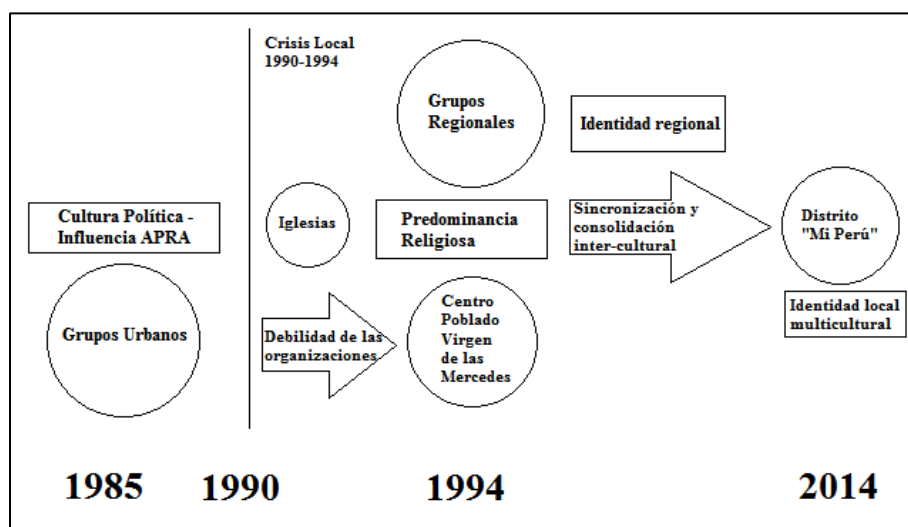 Crisis Local
1990-1994
Grupos
Regionales
Identidad regional
Cultura Política -
Influencia APRA
Iglesias
Predominancia
Religiosa
Sincronización y
consolidación
inter-cultural
Distrito
"Mi Perú"
Grupos Urbanos
Debilidad de las
organizaciones
Centro
Poblado
Virgen
de las
Mercedes
Identidad local
multicultural
1985
1990
1994
2014